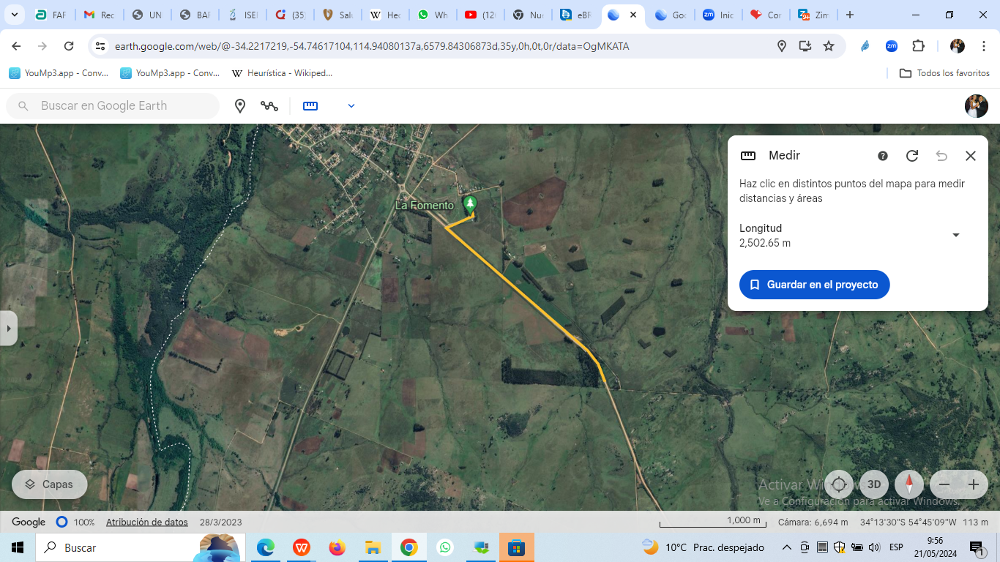 FAF
Rec
UN
BAF
ISEF
(35)
Salu
Hec
Wh
(12
Nue
eBF
Goo
Inic
Cor
Zim
earth.google.com/web/@-34.2217219,-54.74617104,114.94080137a,6579.84306873d,35y,0h,0t,0r/data=OgMKATA
YouMp3.app - Conv...
YouMp3.app - Conv...
Heurística - Wikiped...
Todos los favoritos
Buscar en Google Earth
Medir
Haz clic en distintos puntos del mapa para medir
distancias y áreas
Longitud
2,502.65 m
Guardar en el proyecto
La Fomento
Capas
3D
Activar Windows
Ve a Configuración para activar Windows.
Google
100%
Atribución de datos
28/3/2023
1,000 m
Cámara: 6,694 m
34°13'30"S 54°45'09"W
113 m
Buscar
10°C Prac. despejado
ESP
9:56
21/05/2024
1